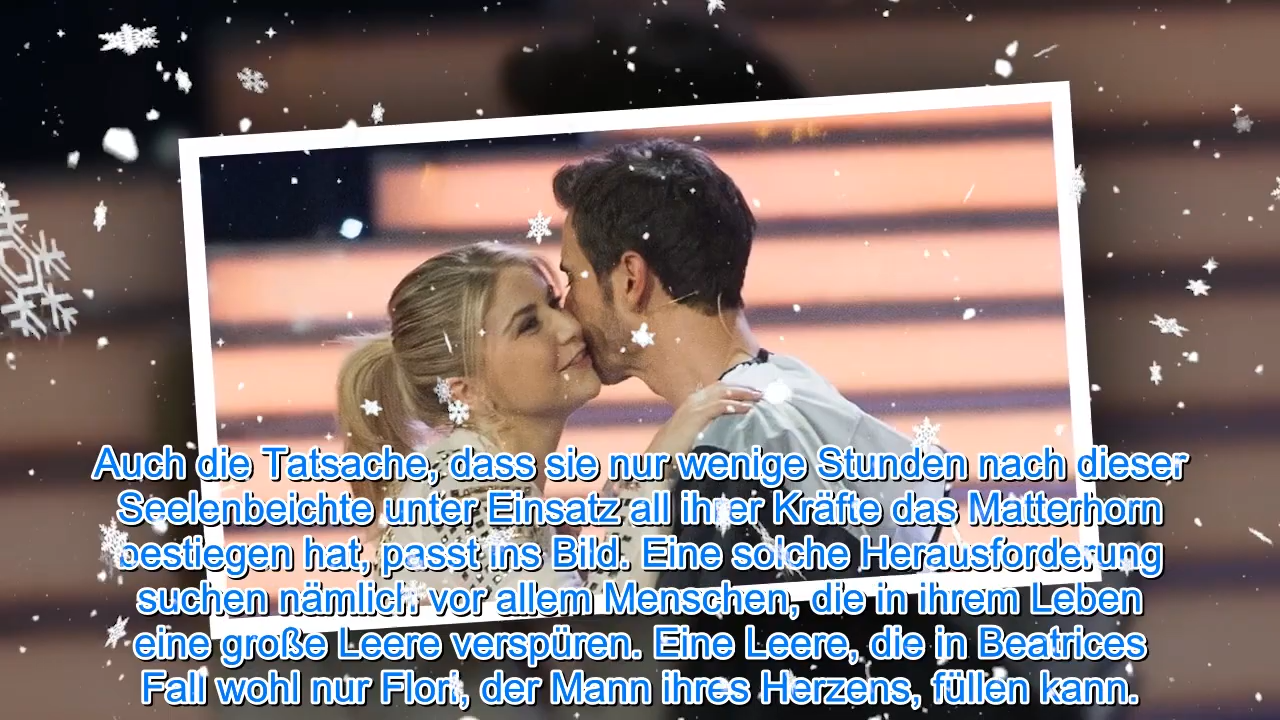 Auch die Tatsache, dass sie nur wenige Stunden nach dieser
Seelenbeichte unter Einsatz all ihrer Kräfte das Matterhorn
bestiegen hat, passt ins Bild. Eine solche Herausforderung
suchen nämlich vor allem Menschen, die in ihrem Leben
eine große Leere verspüren. Eine Leere, die in Beatrices
Fall wohl nur Flori, der Mann ihres Herzens, füllen kann.